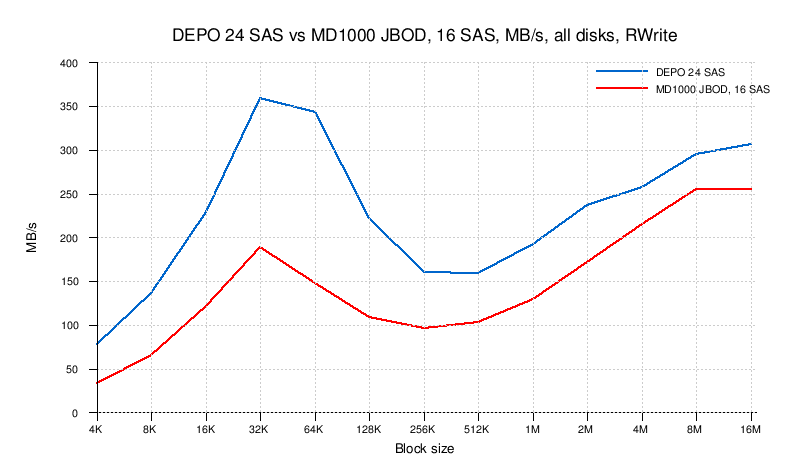 DEPO 24 SAS vs MD1000 JBOD, 16 SAS, MB/s, all disks, RWrite
DEPO 24 SAS
MD1000 JBOD, 16 SAS
MB/s
400
350
300
250
200
150
100
50
0
4K 8K 16K 32K 64K 128K 256K 512K 1M 2M 4M 8M 16M
Block size